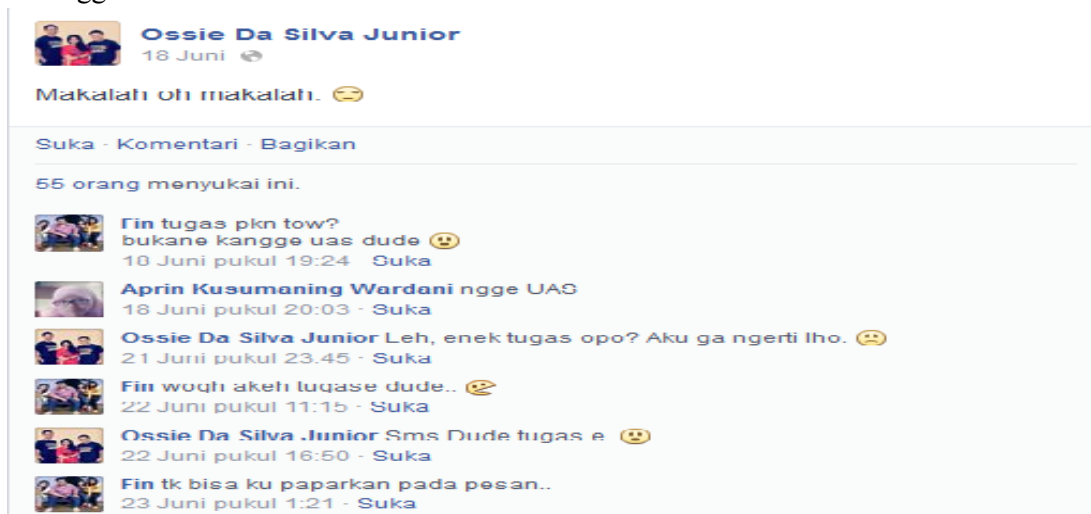 Ossie Da Silva Junior
18 Juni
Makalah oh makalah.
Suka · Komentari · Bagikan
55 orang menyukai ini.
Fin tugas pkn tow?
bukane kangge uas dude
18 Juni pukul 19:24 · Suka
Aprin Kusumaning Wardani ngge UAS
18 Juni pukul 20:03 · Suka
Ossie Da Silva Junior Leh, enek tugas opo? Aku ga ngerti lho.
21 Juni pukul 23:45 · Suka
Fin wogh akeh tugase dude..
22 Juni pukul 11:15 · Suka
Ossie Da Silva Junior Sms Dude tugas e
22 Juni pukul 16:50 · Suka
Fin tk bisa ku paparkan pada pesan..
23 Juni pukul 1:21 · Suka